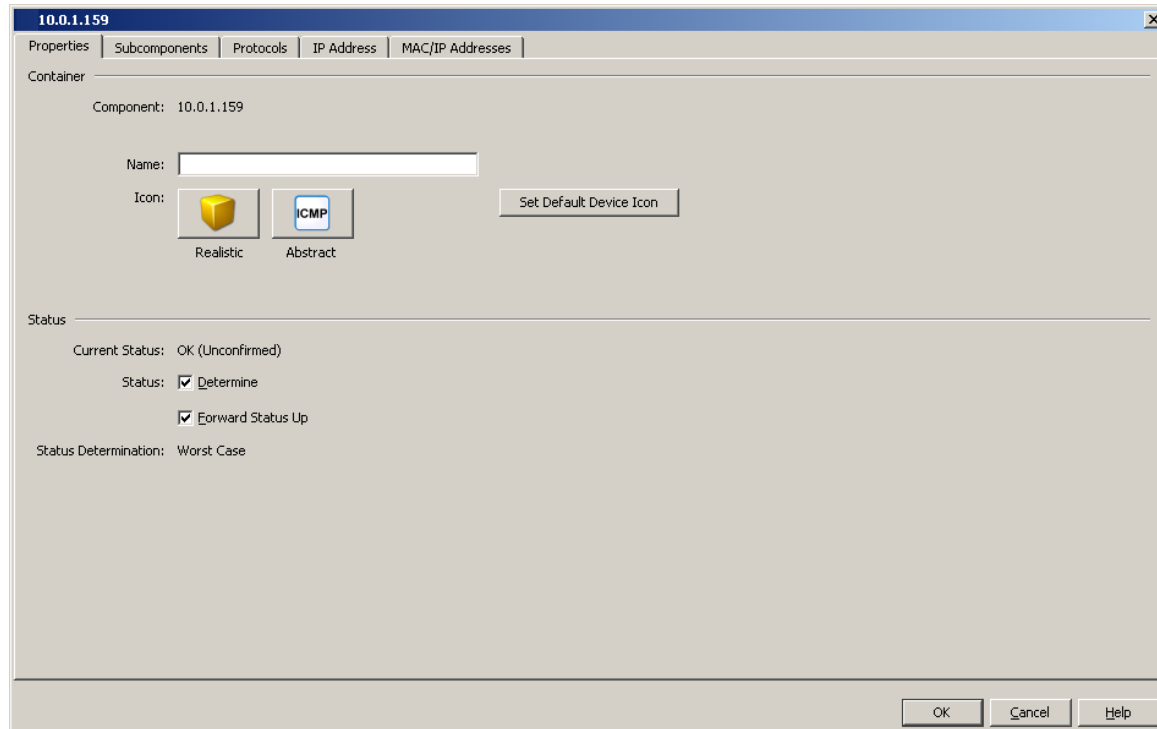 10.0.1.159
Properties Subcomponents Protocols IP Address MAC/IP Addresses
Container
Component: 10.0.1.159
Name:
Icon: ICMP Set Default Device Icon
Realistic Abstract
Status
Current Status: OK (Unconfirmed)
Status: Determine
Forward Status Up
Status Determination: Worst Case
OK Cancel Help